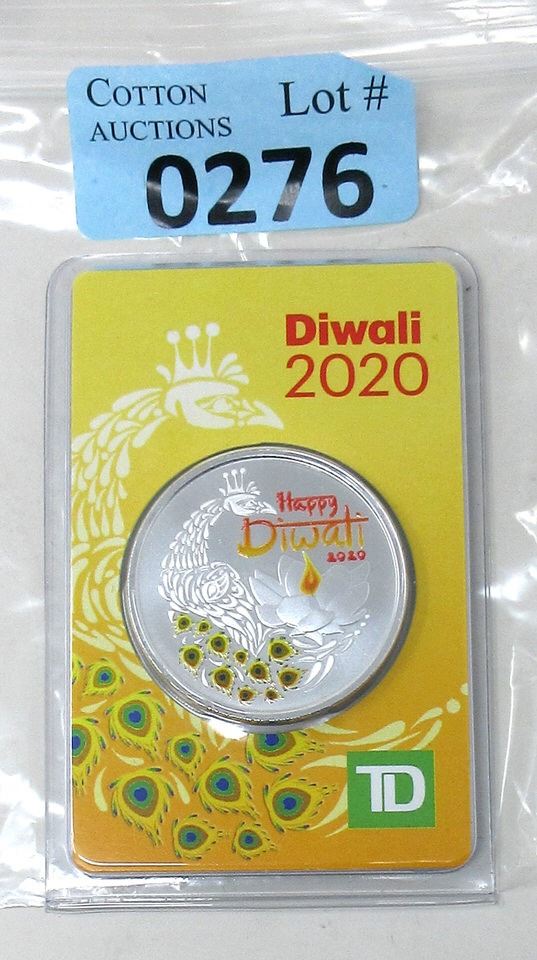 COTTON Lot #
AUCTIONS
0276
Diwali
2020
Happy
Diwali
2020
TD